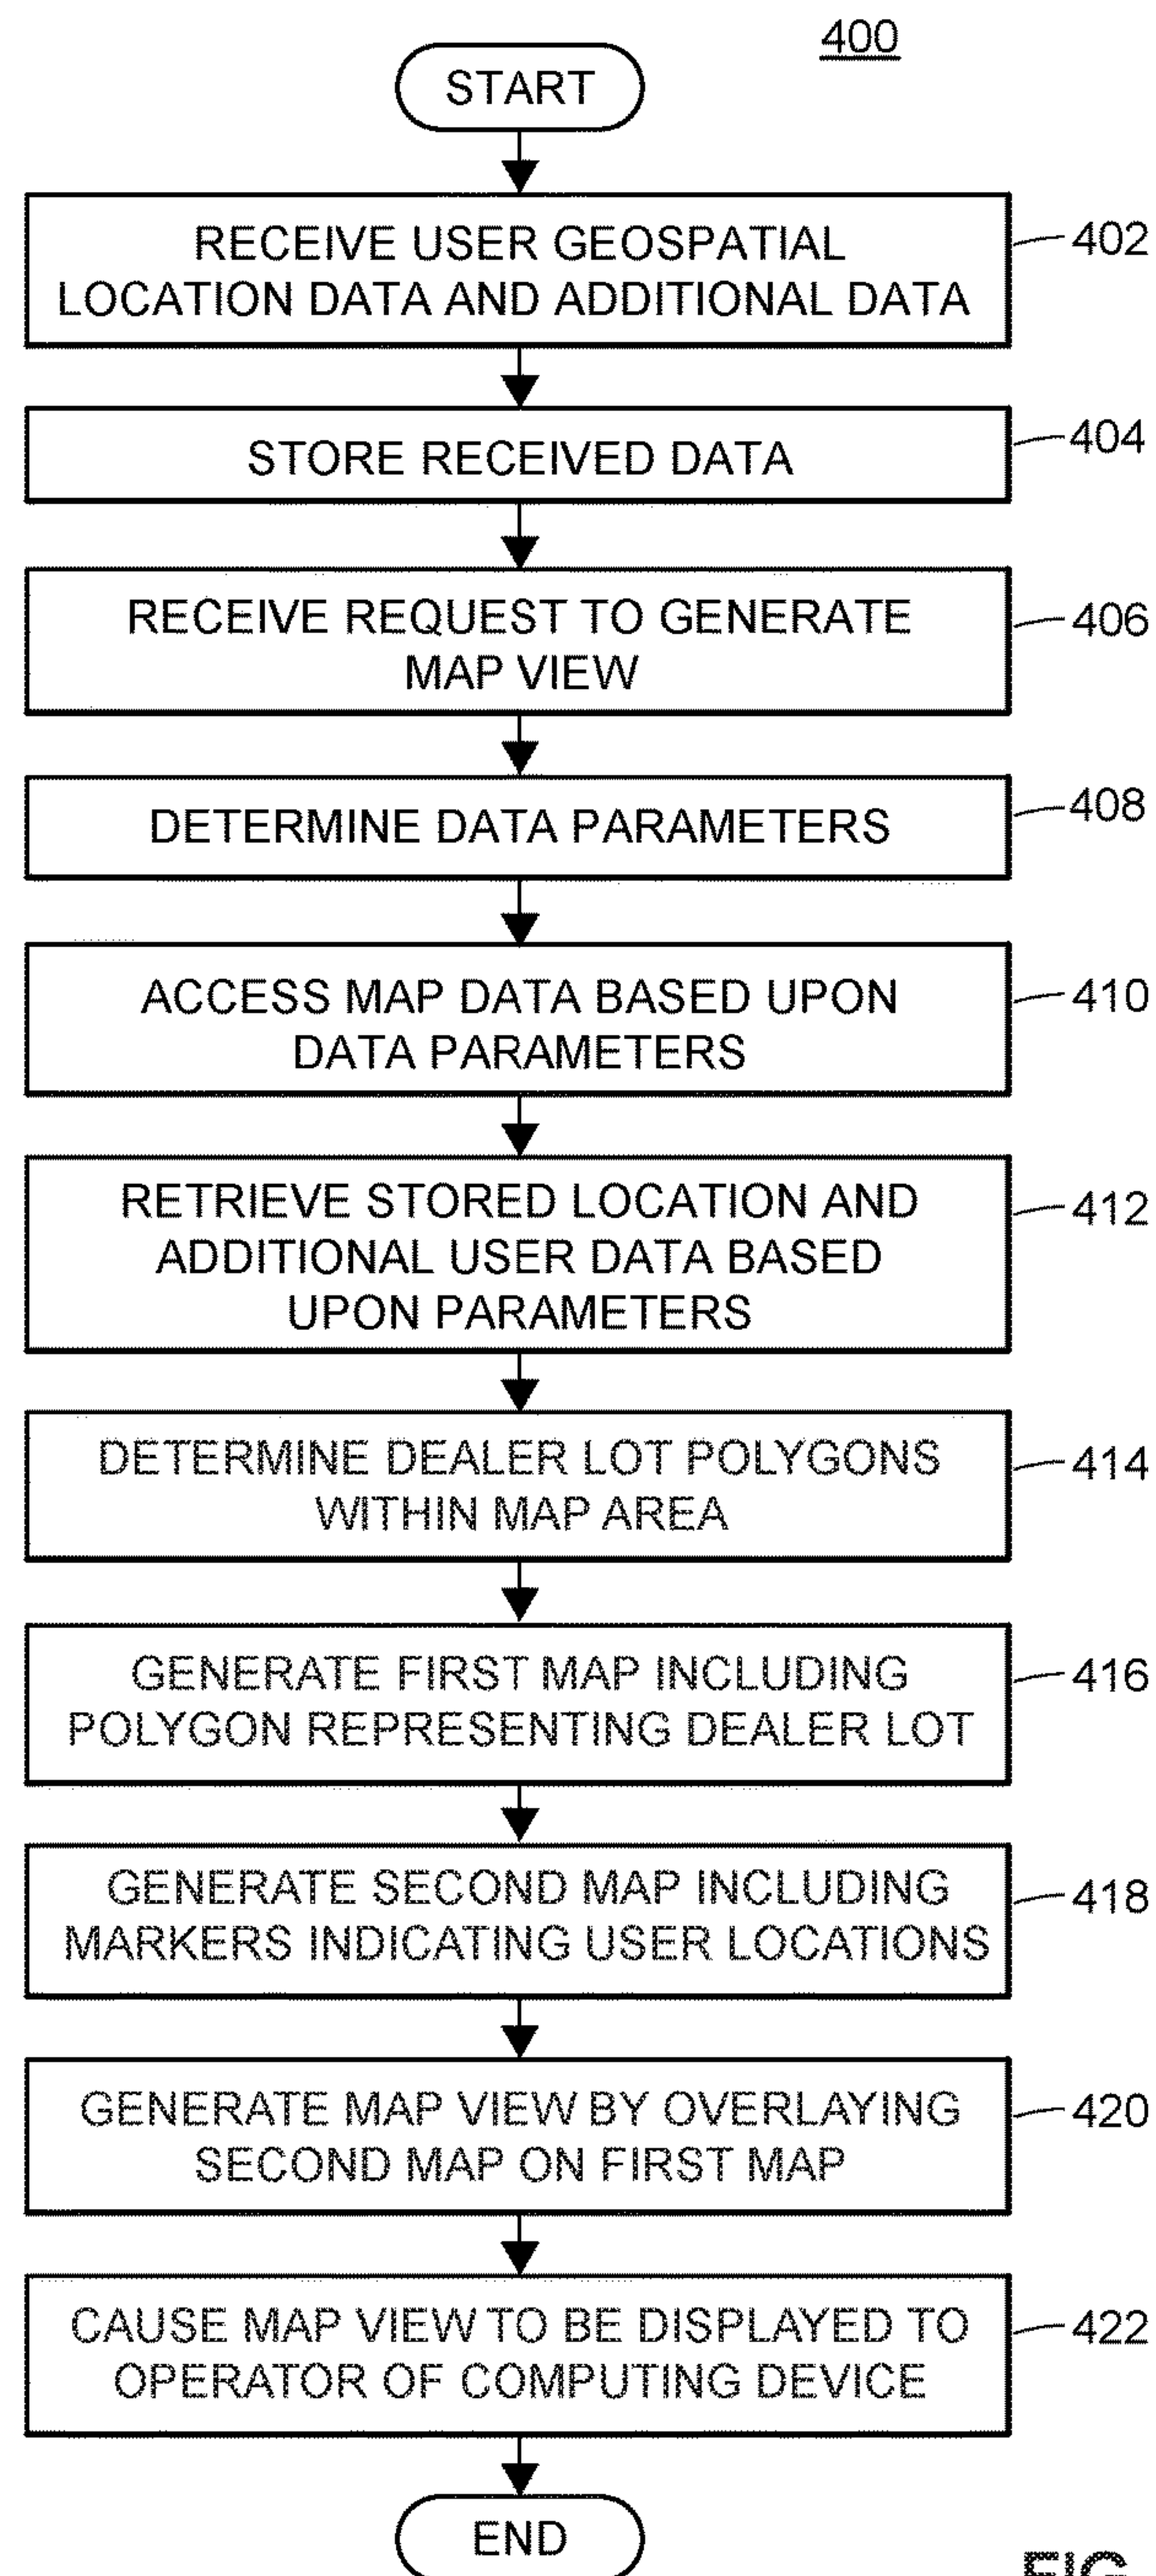 400
START
RECEIVE USER GEOSPATIAL
LOCATION DATA AND ADDITIONAL DATA
402
STORE RECEIVED DATA
404
RECEIVE REQUEST TO GENERATE
MAP VIEW
406
DETERMINE DATA PARAMETERS
408
ACCESS MAP DATA BASED UPON
DATA PARAMETERS
410
RETRIEVE STORED LOCATION AND
ADDITIONAL USER DATA BASED
UPON PARAMETERS
412
DETERMINE DEALER LOT POLYGONS
WITHIN MAP AREA
414
GENERATE FIRST MAP INCLUDING
POLYGON REPRESENTING DEALER LOT
416
GENERATE SECOND MAP INCLUDING
MARKERS INDICATING USER LOCATIONS
418
GENERATE MAP VIEW BY OVERLAYING
SECOND MAP ON FIRST MAP
420
CAUSE MAP VIEW TO BE DISPLAYED TO
OPERATOR OF COMPUTING DEVICE
422
END
FIG